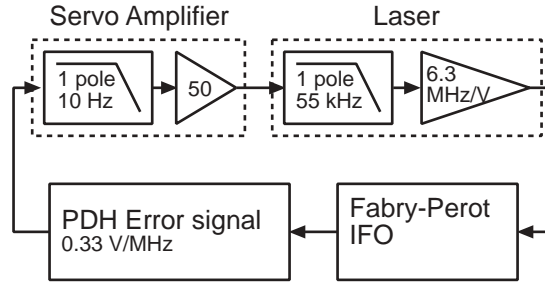 Servo Amplifier
Laser
1 pole
10 Hz
50
1 pole
55 kHz
6.3
MHz/V
PDH Error signal
0.33 V/MHz
Fabry-Perot
IFO